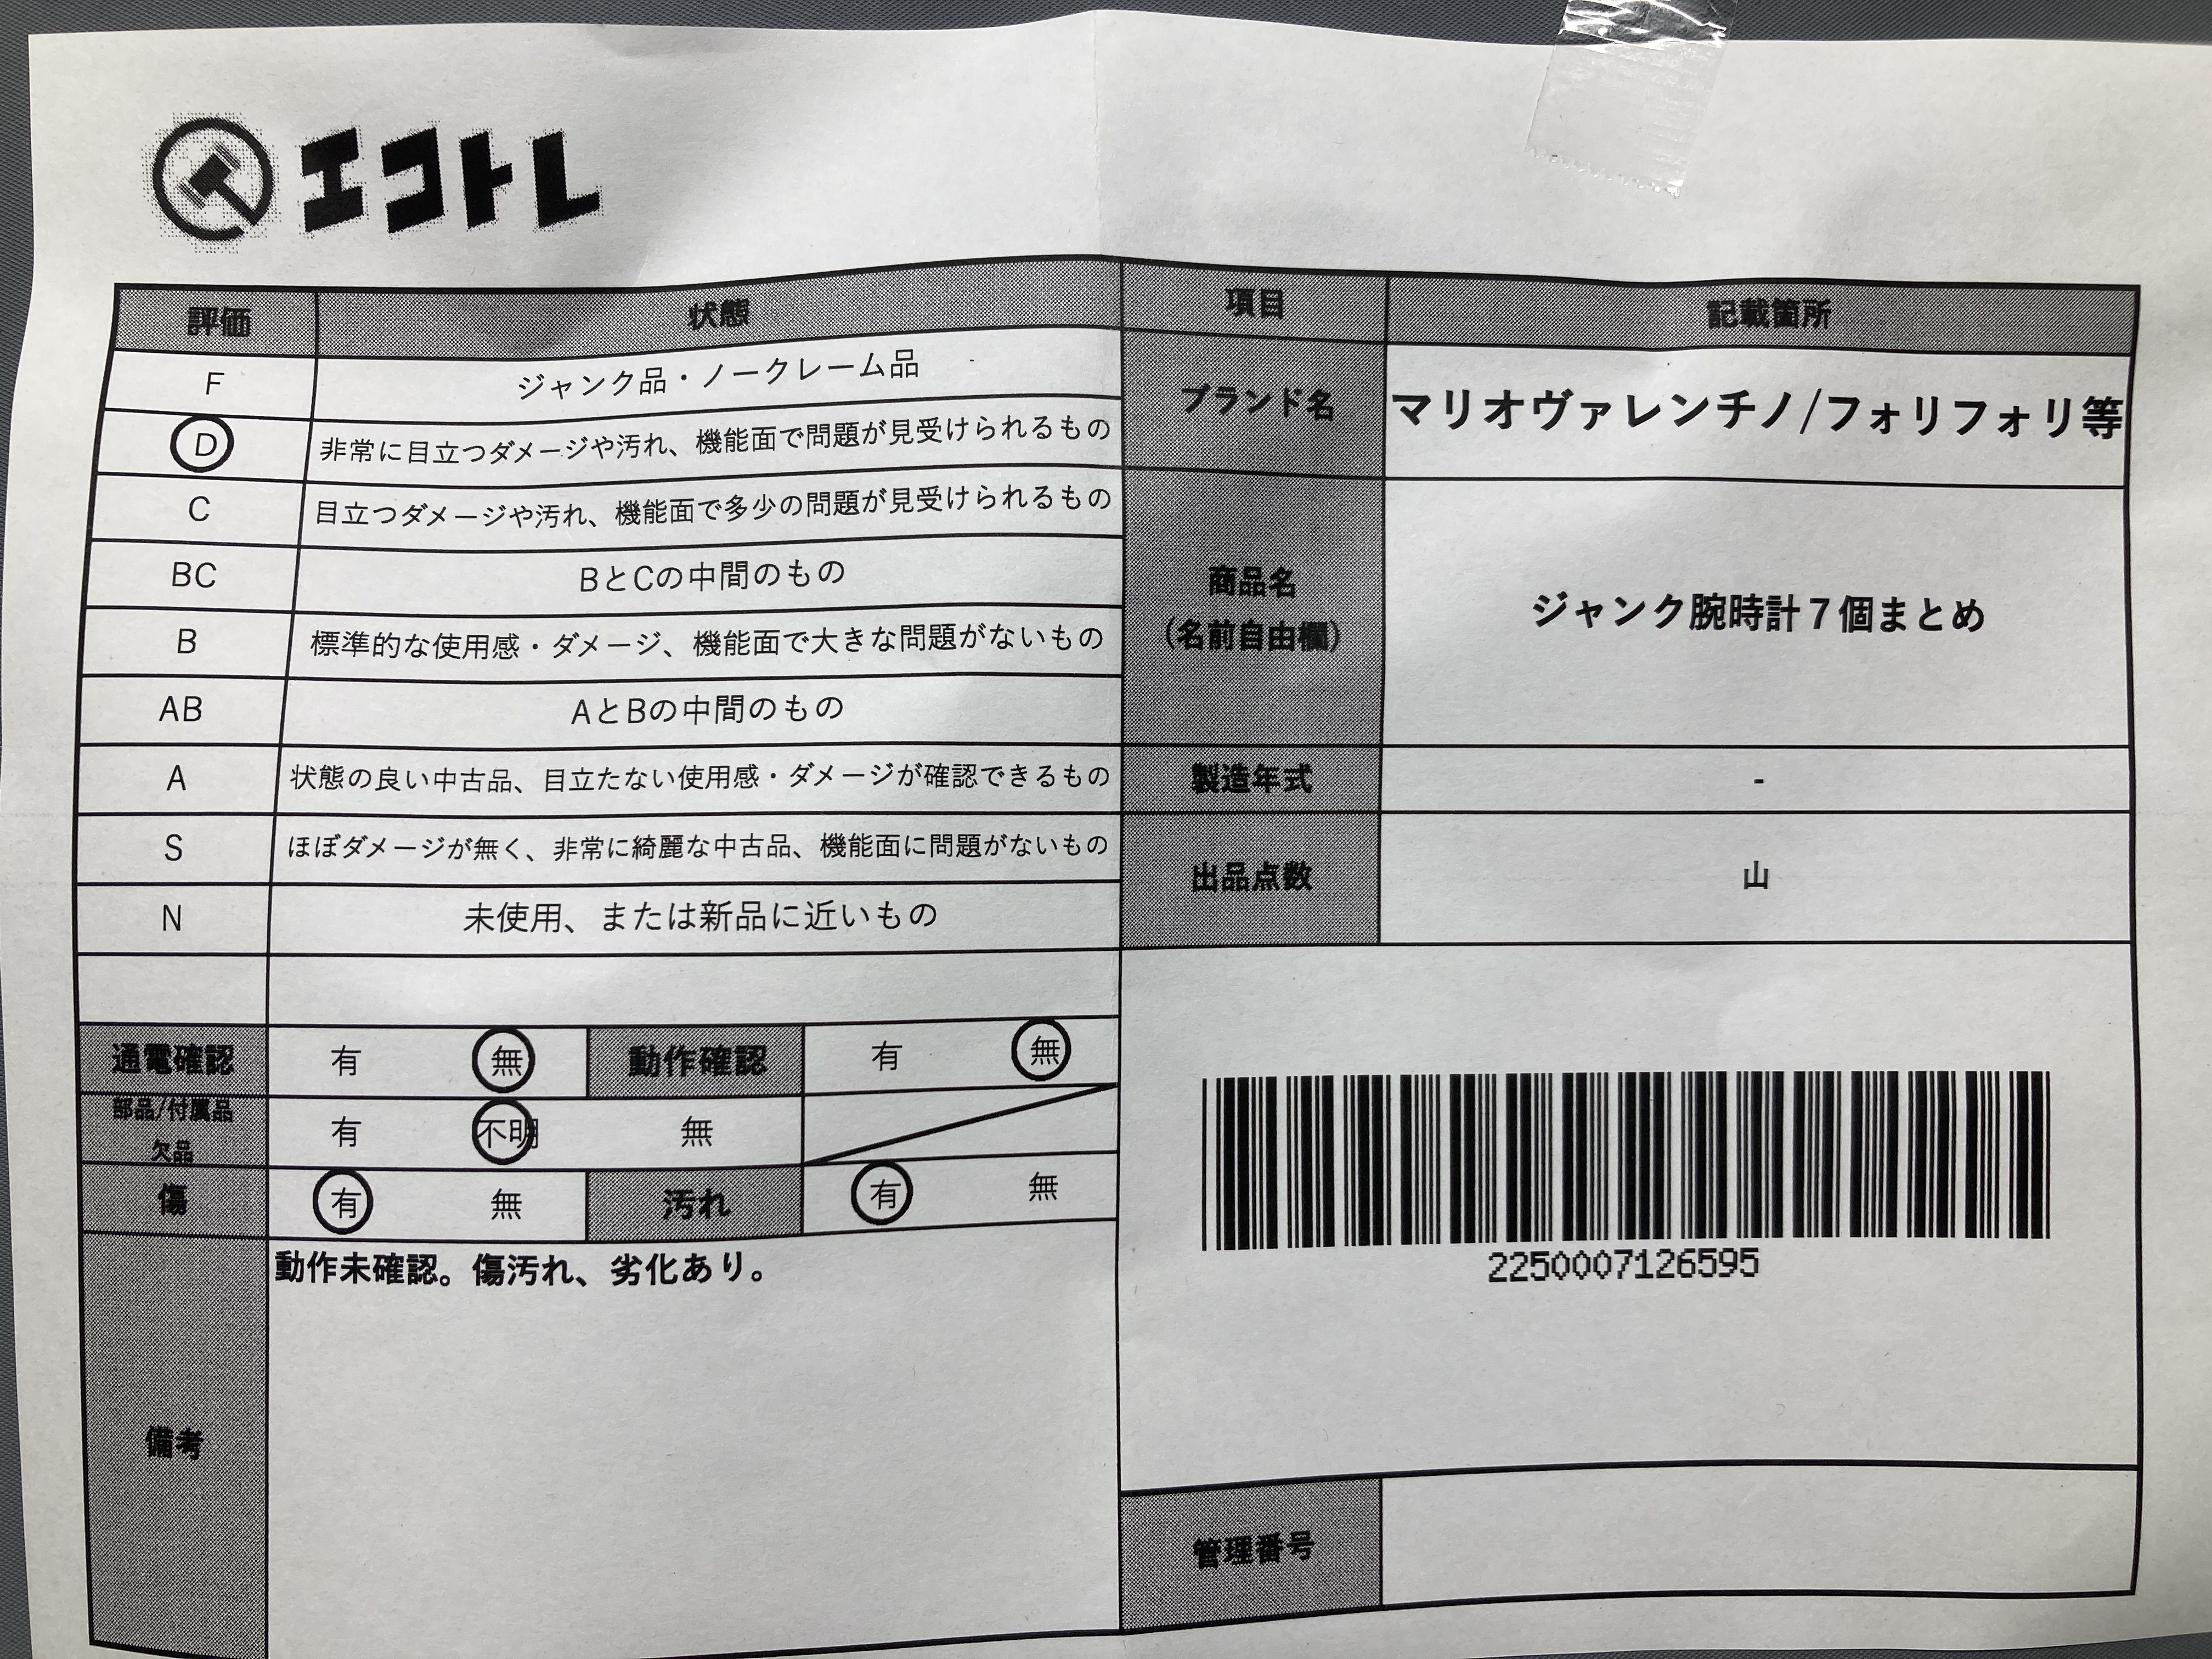 エコトレ
評価 状態
F ジャンク品・ノークレーム品
D 非常に目立つダメージや汚れ、機能面で問題が見受けられるもの
C 目立つダメージや汚れ、機能面で多少の問題が見受けられるもの
BC BとCの中間のもの
B 標準的な使用感・ダメージ、機能面で大きな問題がないもの
AB AとBの中間のもの
A 状態の良い中古品、目立たない使用感・ダメージが確認できるもの
S ほぼダメージが無く、非常に綺麗な中古品、機能面に問題がないもの
N 未使用、または新品に近いもの
通電確認 有 無 動作確認 有 無
部品/付属品
欠品 有 不明 無
傷 有 無 汚れ 有 無
備考 動作未確認。傷汚れ、劣化あり。
項目 記載箇所
ブランド名 マリオヴァレンチノ/フォリフォリ等
商品名
(名前自由欄) ジャンク腕時計７個まとめ
製造年式 -
出品点数 山
2250007126595
管理番号